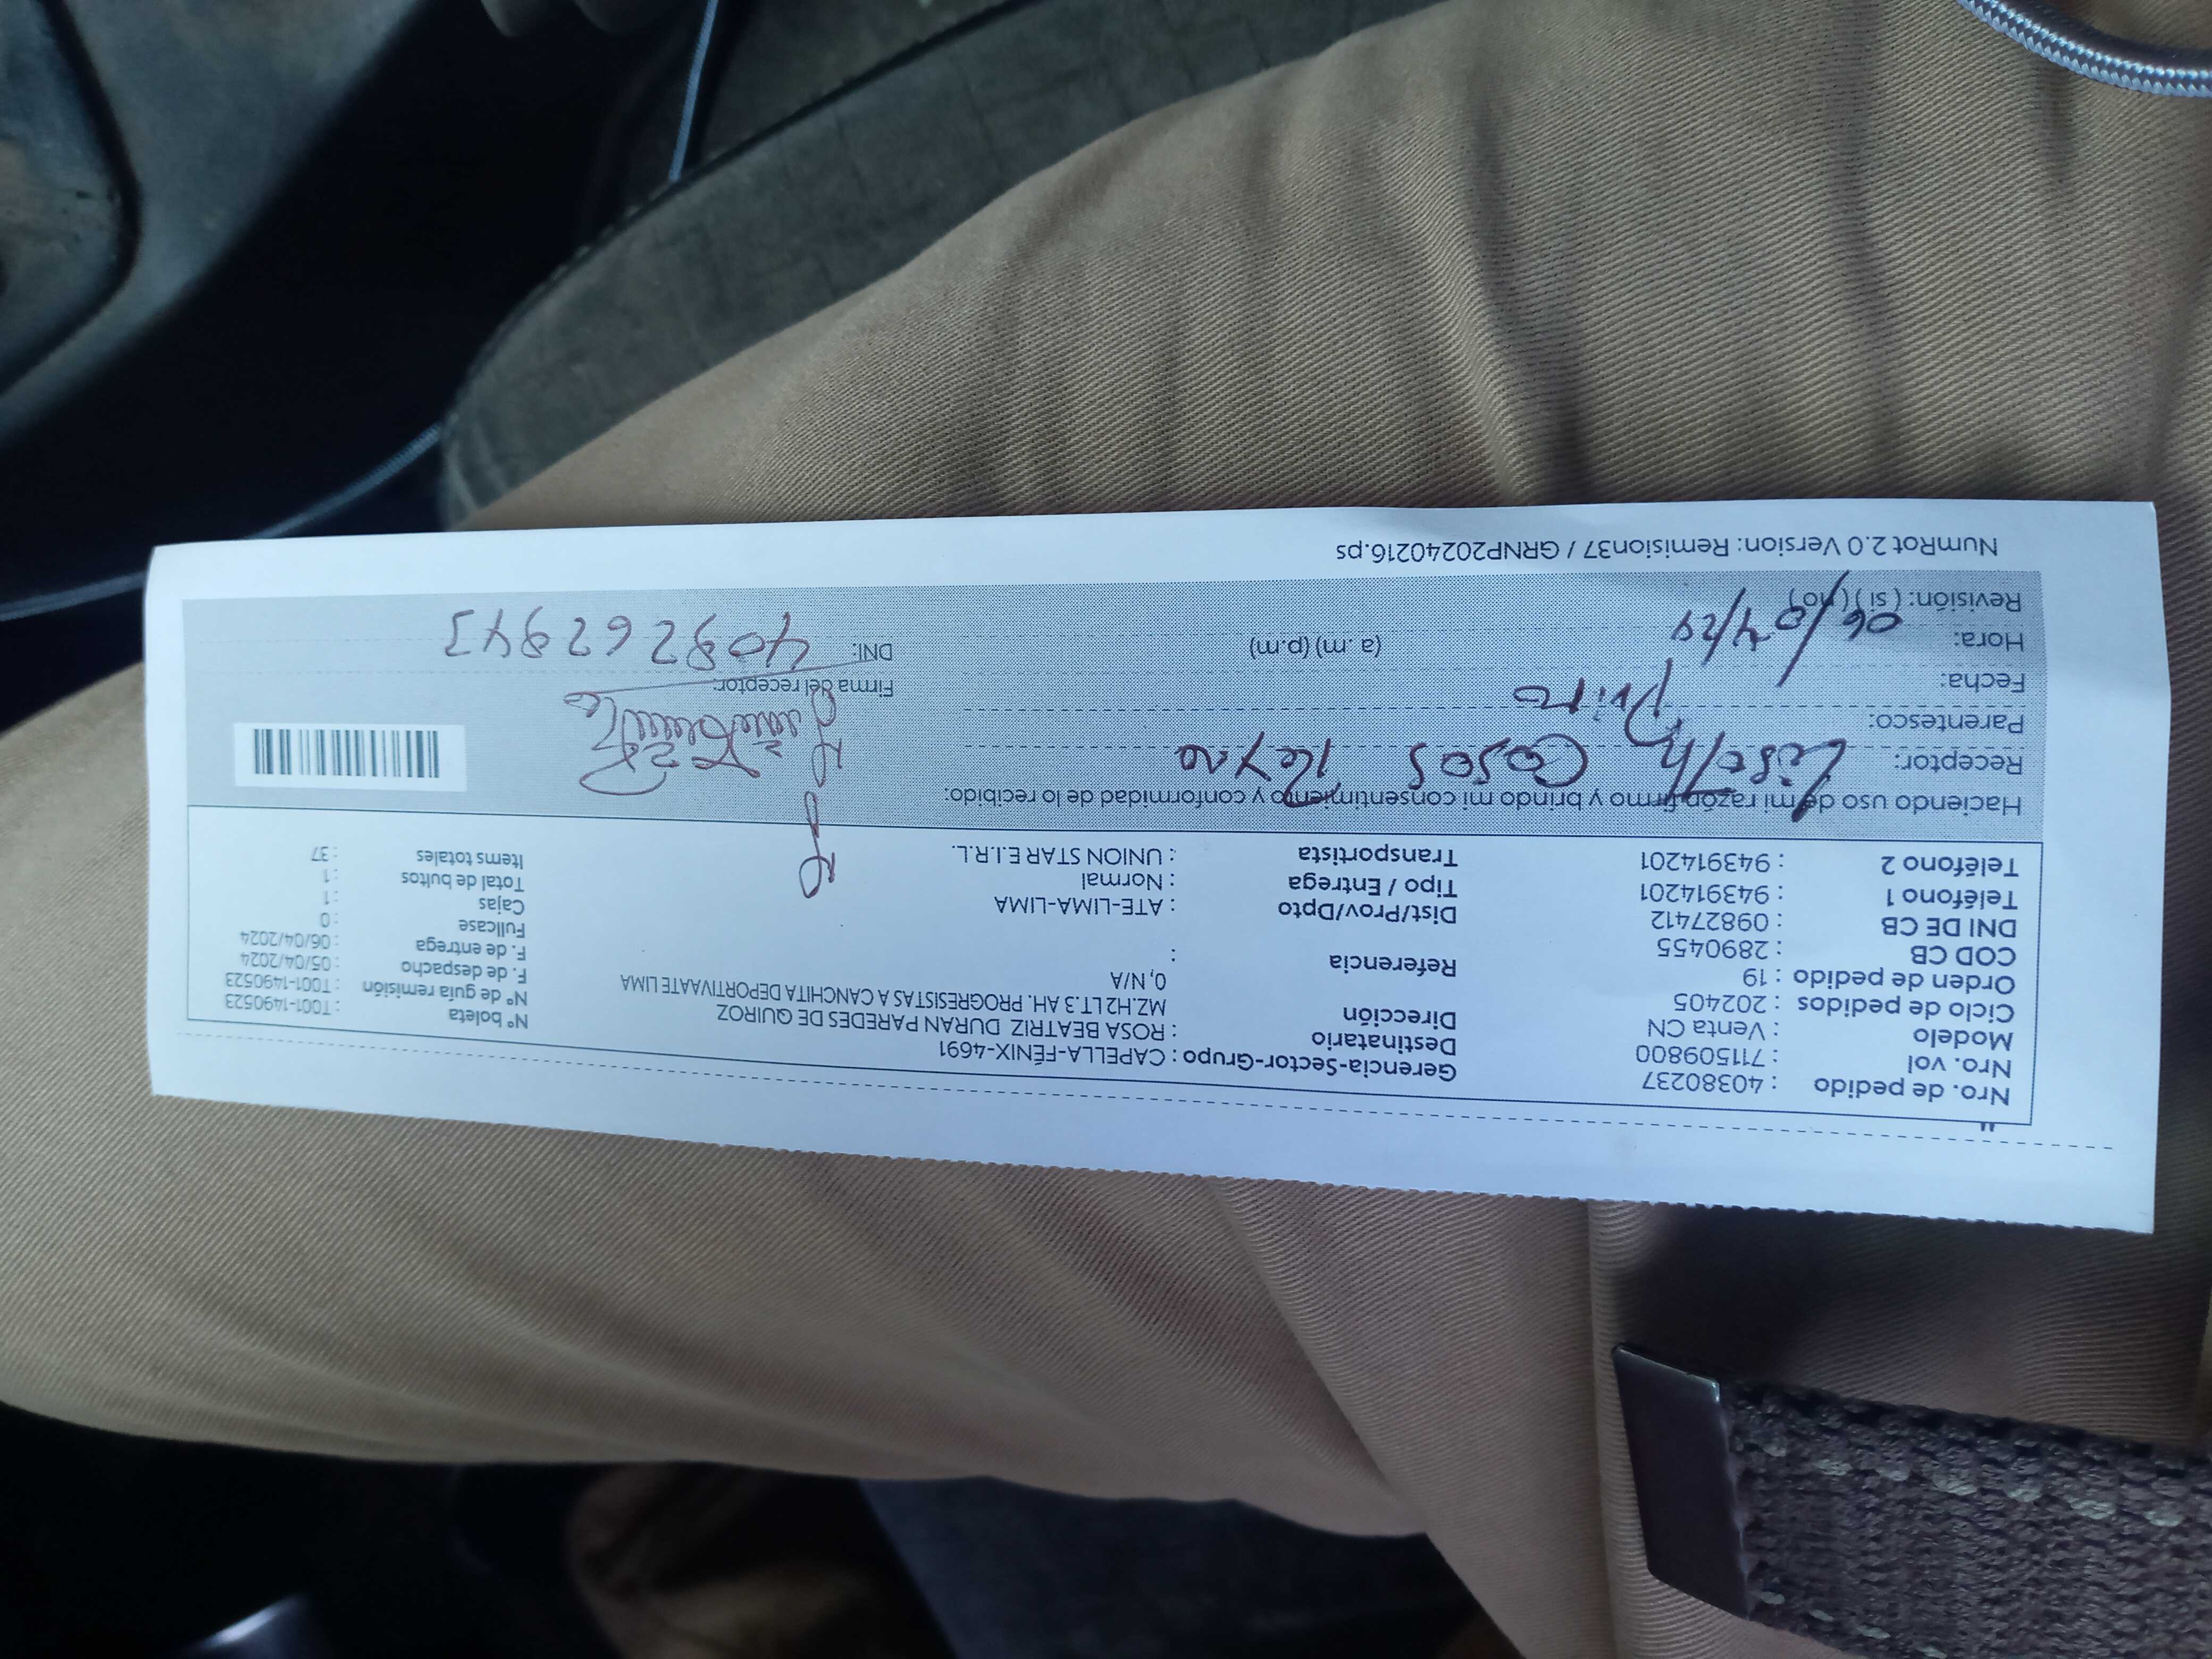 Nro. de pedido : 40380237
Nro. vol : 711509800
Modelo : Venta CN
Ciclo de pedidos : 202405
Orden de pedido : 19
COD CB : 2890455
DNI DE CB : 09827412
Teléfono 1 : 943914201
Teléfono 2 : 943914201
Gerencia-Sector-Grupo : CAPELLA-FÉNIX-4691
Destinatario : ROSA BEATRIZ DURAN PAREDES DE QUIROZ
Dirección MZ.H2 LT.3 AH. PROGRESISTAS A CANCHITA DEPORTIVAATE LIMA
0, N/A
Referencia :
Dist/Prov/Dpto : ATE-LIMA-LIMA
Tipo / Entrega : Normal
Transportista : UNION STAR E.I.R.L.
N° boleta : T001-1490523
N° de guía remisión : T001-1490523
F. de despacho : 05/04/2024
F. de entrega : 06/04/2024
Fullcase : 0
Cajas : 1
Total de bultos : 1
Items totales : 37
Haciendo uso de mi razón firmo y brindo mi consentimiento y conformidad de lo recibido:
Receptor: Liseth Casas Reyna
Parentesco:
Fecha:
Hora: 06/04/24 (a.m) (p.m)
Revisión: ( si ) ( no )
Firma del receptor:
DNI:
NumRot 2.0 Version: Remision37 / GRNP20240216.ps